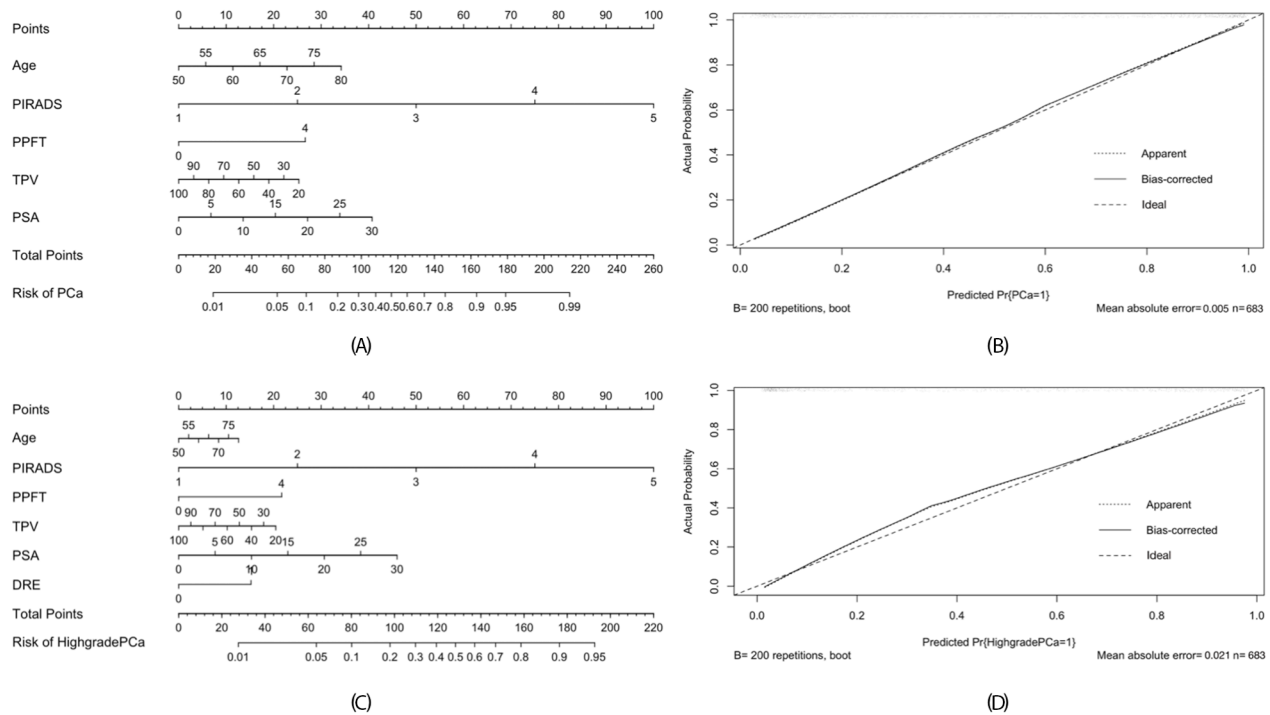 0 10 20 30 40 50 60 70 80 90 100
Points
55 65 75
Age
50 60 70 80
2 4
PIRADS
1 3 5
4
PPFT
0
90 70 50 30
TPV
100 80 60 40 20
5 15 25
PSA
0 10 20 30
Total Points
0 20 40 60 80 100 120 140 160 180 200 220 240 260
Risk of PCa
0.01 0.05 0.1 0.2 0.3 0.4 0.50 0.6 0.7 0.8 0.9 0.95 0.99
(A)
Actual Probability
1.0
0.8
0.6
0.4
0.2
0.0
Apparent
Bias-corrected
Ideal
0.0 0.2 0.4 0.6 0.8 1.0
Predicted Pr{PCa=1}
B= 200 repetitions, boot Mean absolute error=0.005 n=683
(B)
0 10 20 30 40 50 60 70 80 90 100
Points
55 75
Age
50 70
2 4
PIRADS
1 3 5
4
PPFT
0
90 70 50 30
TPV
100 60 40 20
5 15 25
PSA
0 10 20 30
1
DRE
0
Total Points
0 20 40 60 80 100 120 140 160 180 200 220
Risk of HighgradePCa
0.01 0.05 0.1 0.2 0.3 0.4 0.5 0.6 0.7 0.8 0.9 0.95
(C)
Actual Probability
1.0
0.8
0.6
0.4
0.2
0.0
Apparent
Bias-corrected
Ideal
0.0 0.2 0.4 0.6 0.8 1.0
Predicted Pr{HighgradePCa=1}
B= 200 repetitions, boot Mean absolute error= 0.021 n=683
(D)